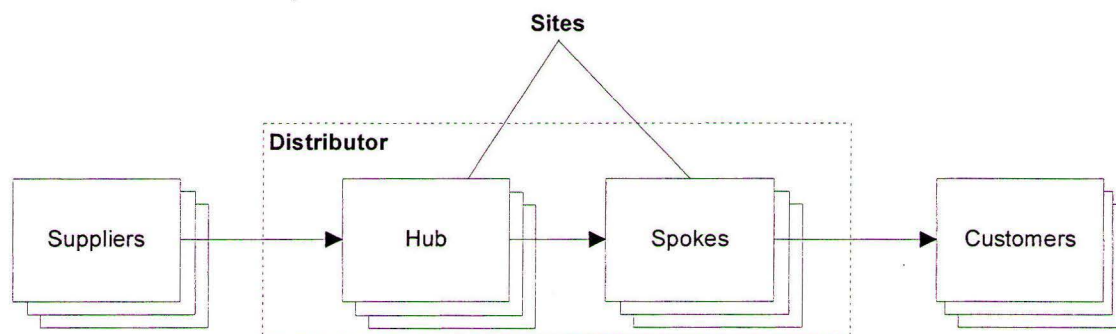 Sites
Distributor
Suppliers
Hub
Spokes
Customers